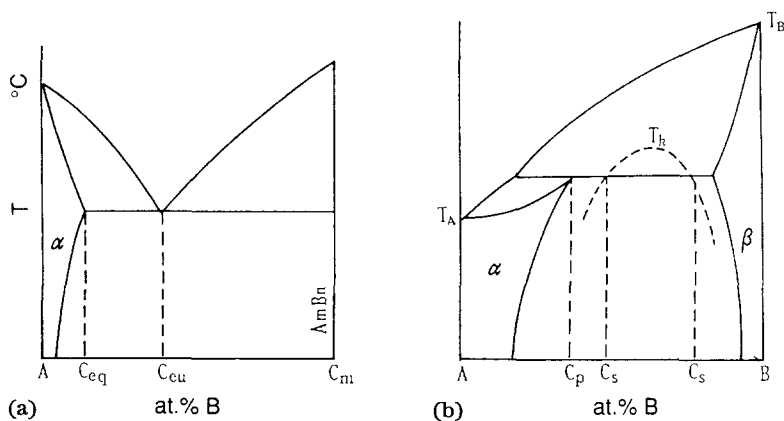 °C
T
α
AmBn
A
Ceq
Ceu
Cm
(a)
at.% B
TB
Th
TA
α
β
A
Cp
Cs
Cs
B
(b)
at.% B